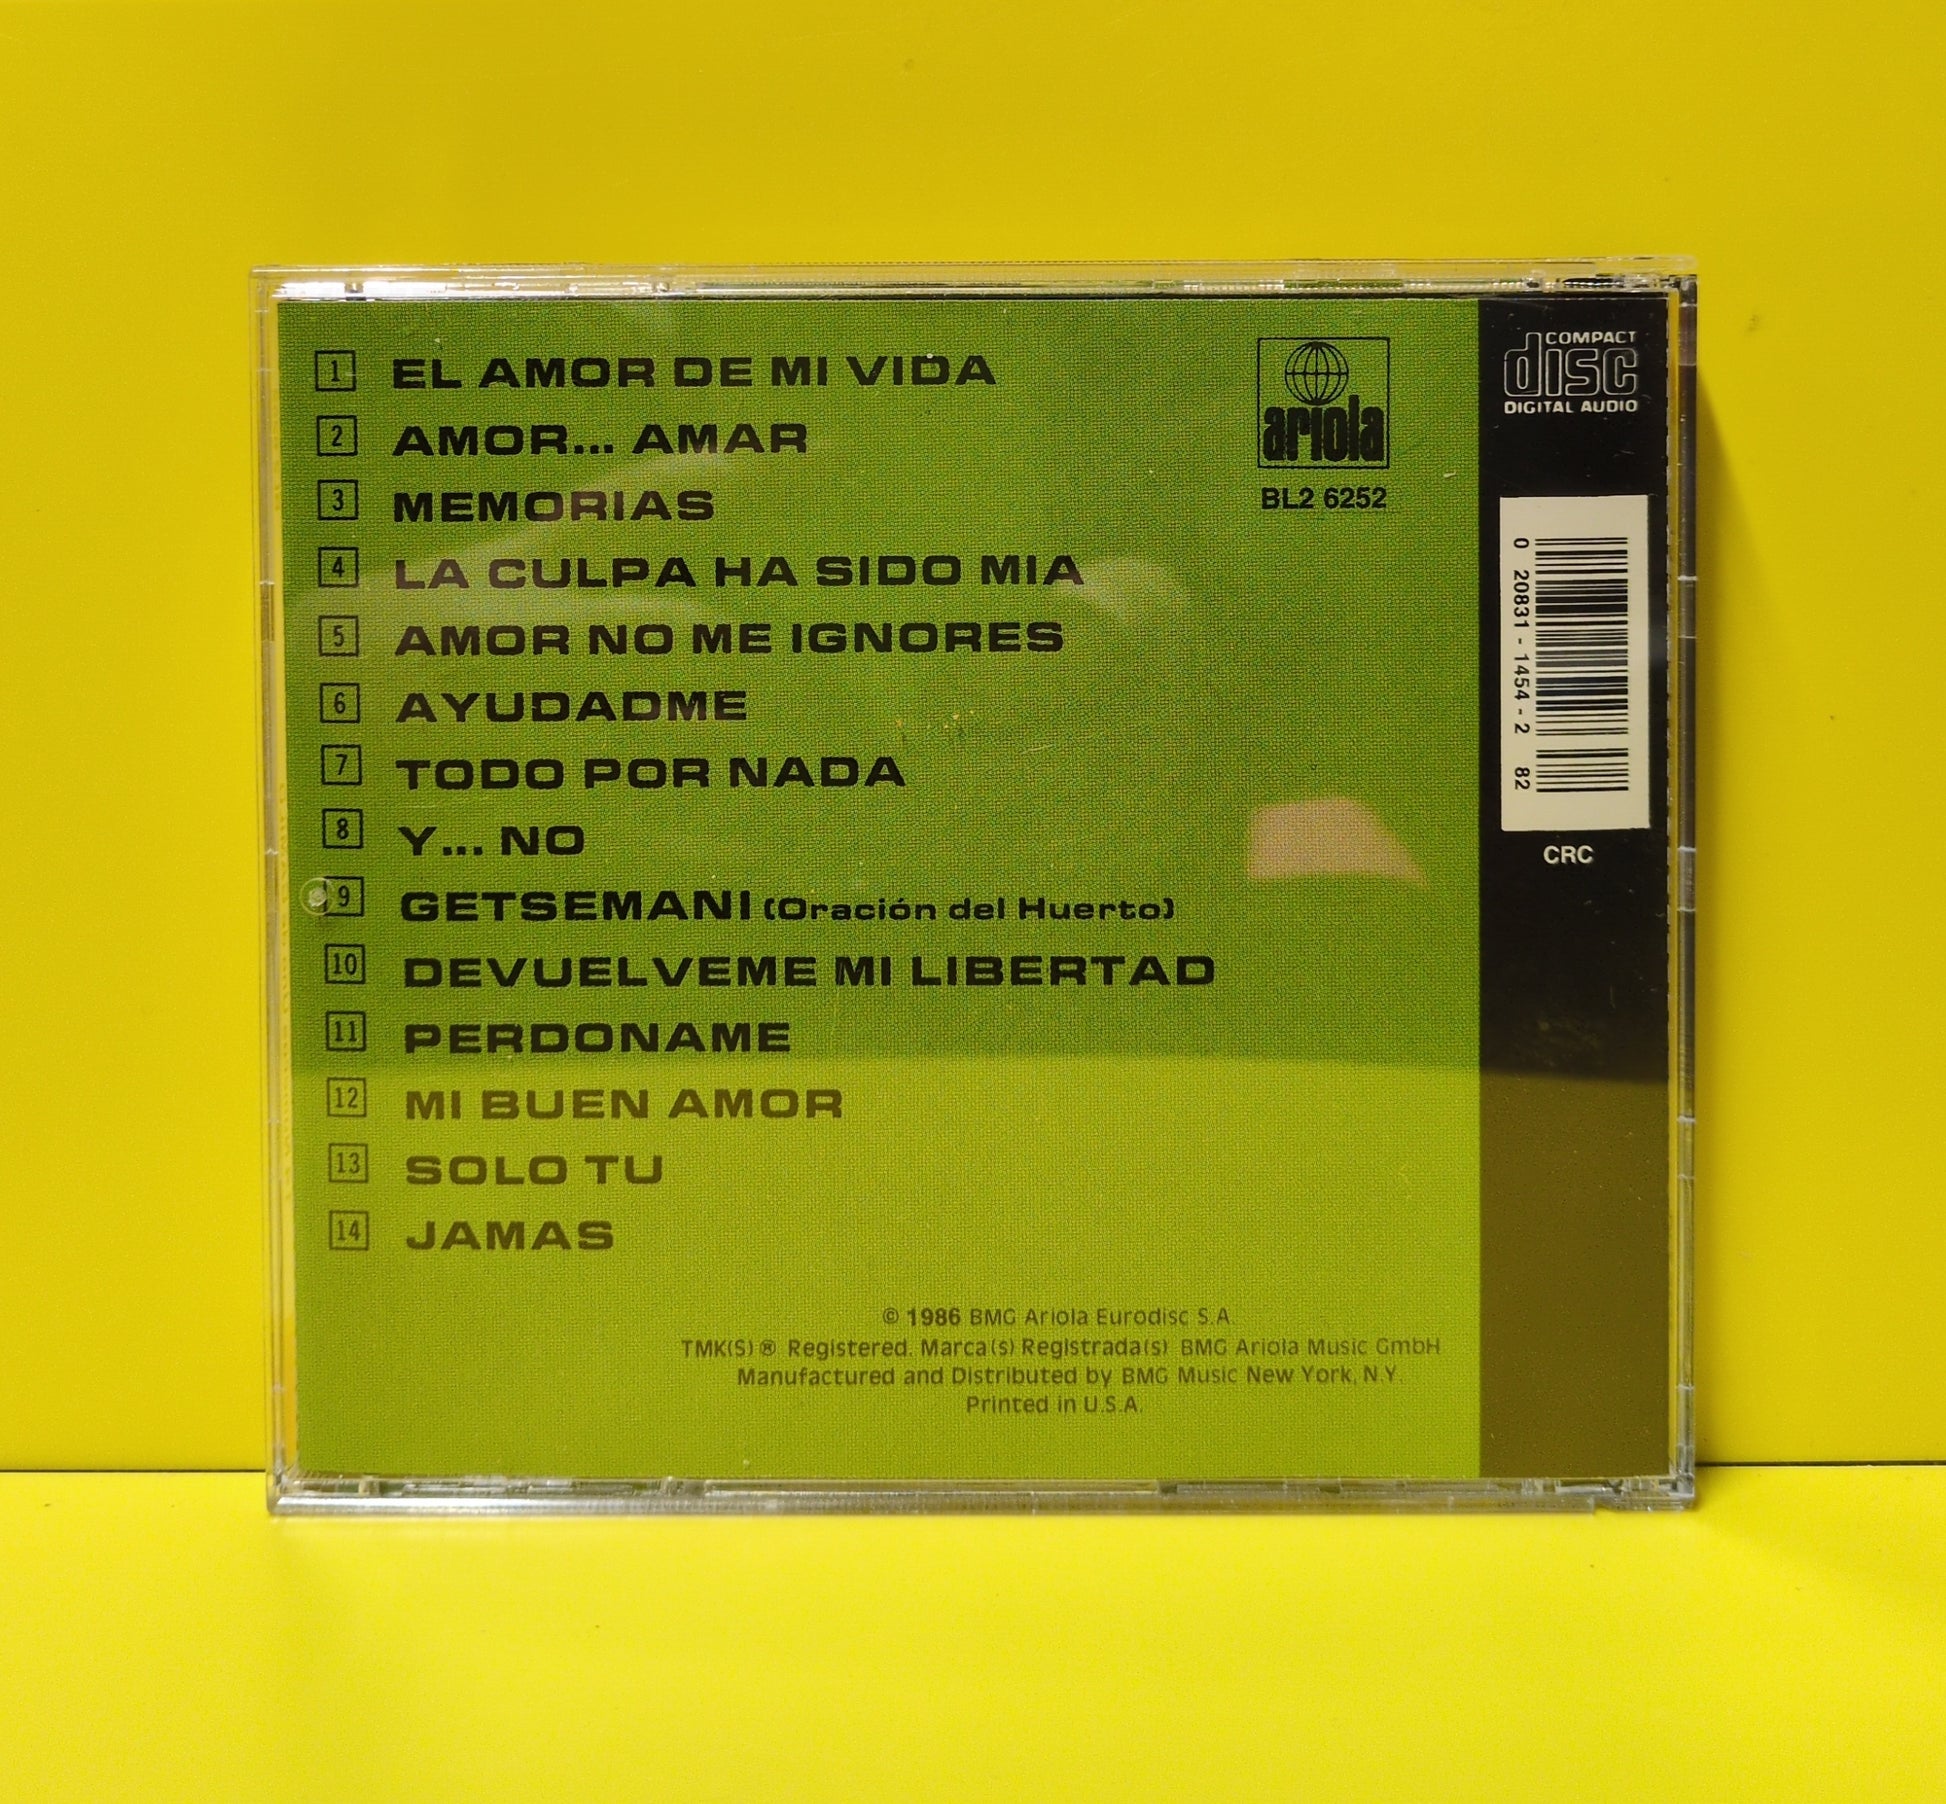 1 EL AMOR DE MI VIDA
2 AMOR... AMAR
3 MEMORIAS
4 LA CULPA HA SIDO MIA
5 AMOR NO ME IGNORES
6 AYUDADME
7 TODO POR NADA
8 Y... NO
9 GETSEMANI (Oración del Huerto)
10 DEVUELVEME MI LIBERTAD
11 PERDONAME
12 MI BUEN AMOR
13 SOLO TU
14 JAMAS
ariola
BL2 6252
COMPACT
disc
DIGITAL AUDIO
0 20831-1454-2 82
CRC
© 1986 BMG Ariola Eurodisc S.A.
TMK(S) ® Registered. Marca(s) Registrada(s) BMG Ariola Music GmbH
Manufactured and Distributed by BMG Music New York, N.Y.
Printed in U.S.A.